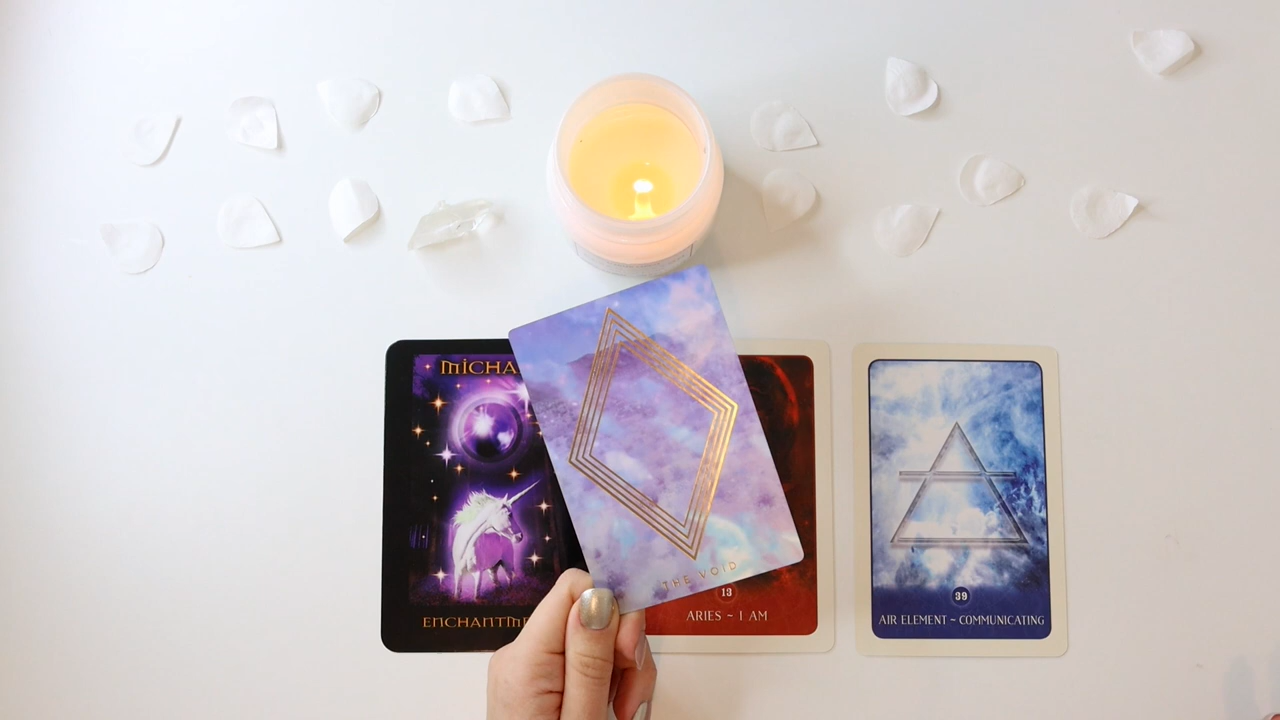 MICHA
ENCHANTM
THE VOID
13
ARIES ~ I AM
39
AIR ELEMENT ~ COMMUNICATING